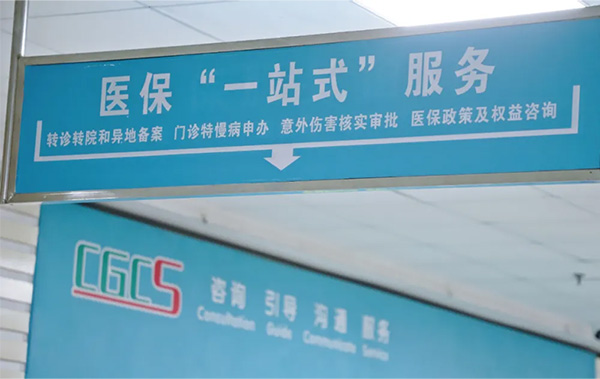 医保“一站式”服务
转诊转院和异地备案 门诊特慢病申办 意外伤害核实审批 医保政策及权益咨询
CGCS
咨询 引导 沟通 服务
Consultation Guide Communicate Service